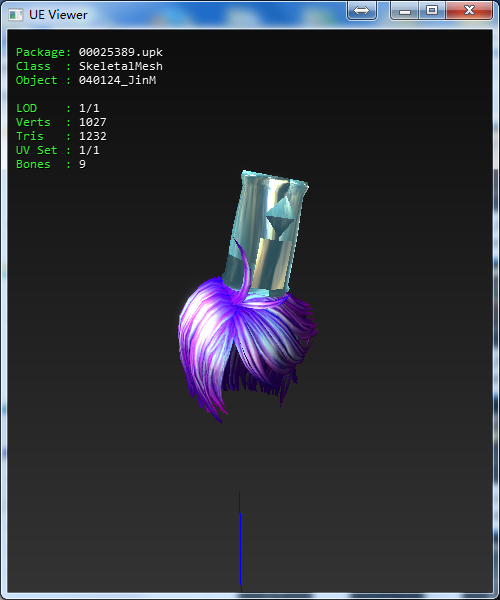 UE Viewer
Package: 00025389.upk
Class : SkeletalMesh
Object : 040124_JinM
LOD : 1/1
Verts : 1027
Tris : 1232
UV Set : 1/1
Bones : 9